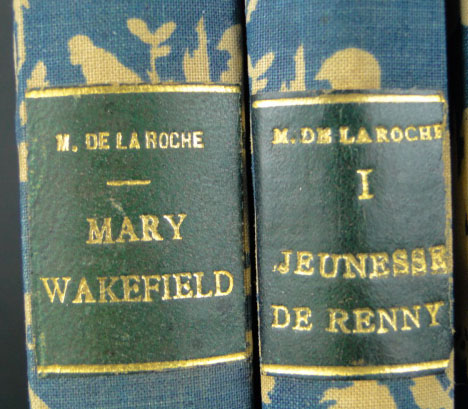 M. DE LA ROCHE
MARY
WAKEFIELD
M. DE LA ROCHE
I
JEUNESSE
DE RENNY